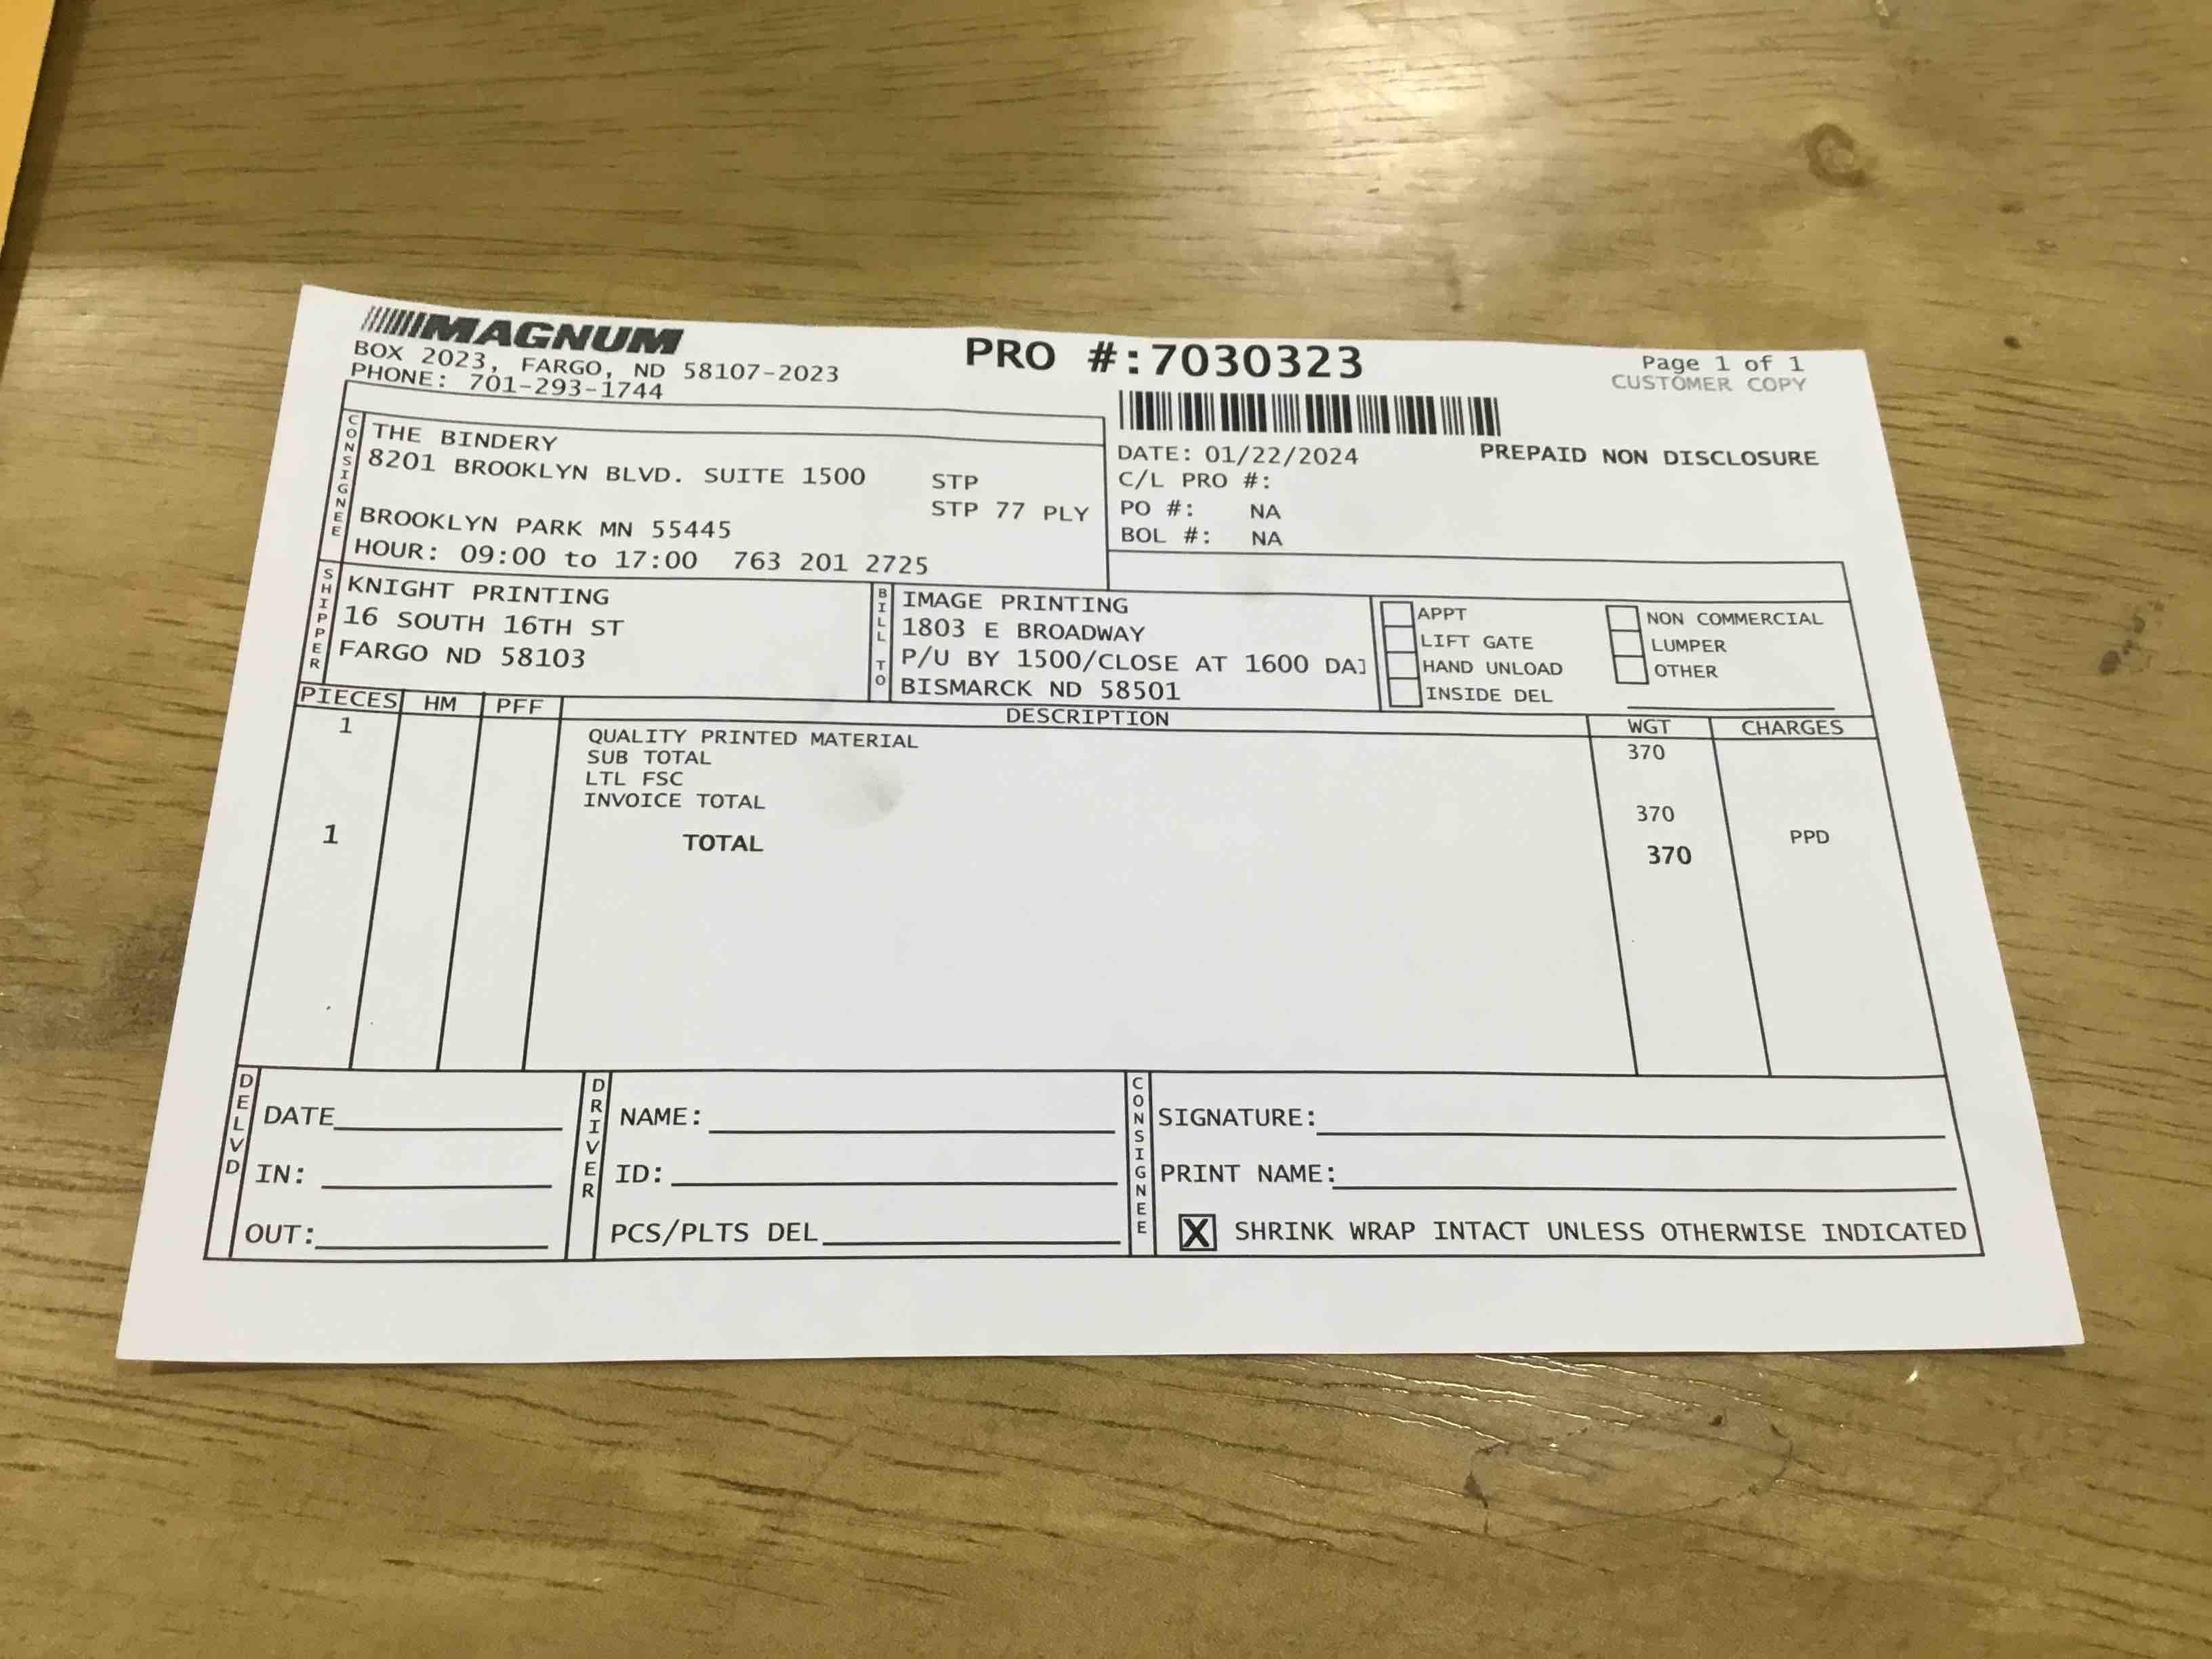 MAGNUM
BOX 2023, FARGO, ND 58107-2023
PHONE: 701-293-1744
PRO #:7030323
Page 1 of 1
CUSTOMER COPY
CONSIGNEE
THE BINDERY
8201 BROOKLYN BLVD. SUITE 1500
STP
STP 77 PLY
BROOKLYN PARK MN 55445
HOUR: 09:00 to 17:00 763 201 2725
DATE: 01/22/2024
PREPAID NON DISCLOSURE
C/L PRO #:
PO #: NA
BOL #: NA
SHIPPER
KNIGHT PRINTING
16 SOUTH 16TH ST
FARGO ND 58103
BILL TO
IMAGE PRINTING
1803 E BROADWAY
P/U BY 1500/CLOSE AT 1600
BISMARCK ND 58501
APPT
LIFT GATE
HAND UNLOAD
INSIDE DEL
NON COMMERCIAL
LUMPER
OTHER
PIECES HM PFF DESCRIPTION WGT CHARGES
1 QUALITY PRINTED MATERIAL 370
SUB TOTAL
LTL FSC
INVOICE TOTAL 370
1 TOTAL 370 PPD
DELVD
DATE
IN:
OUT:
DRIVER
NAME:
ID:
PCS/PLTS DEL
CONSIGNEE
SIGNATURE:
PRINT NAME:
X SHRINK WRAP INTACT UNLESS OTHERWISE INDICATED